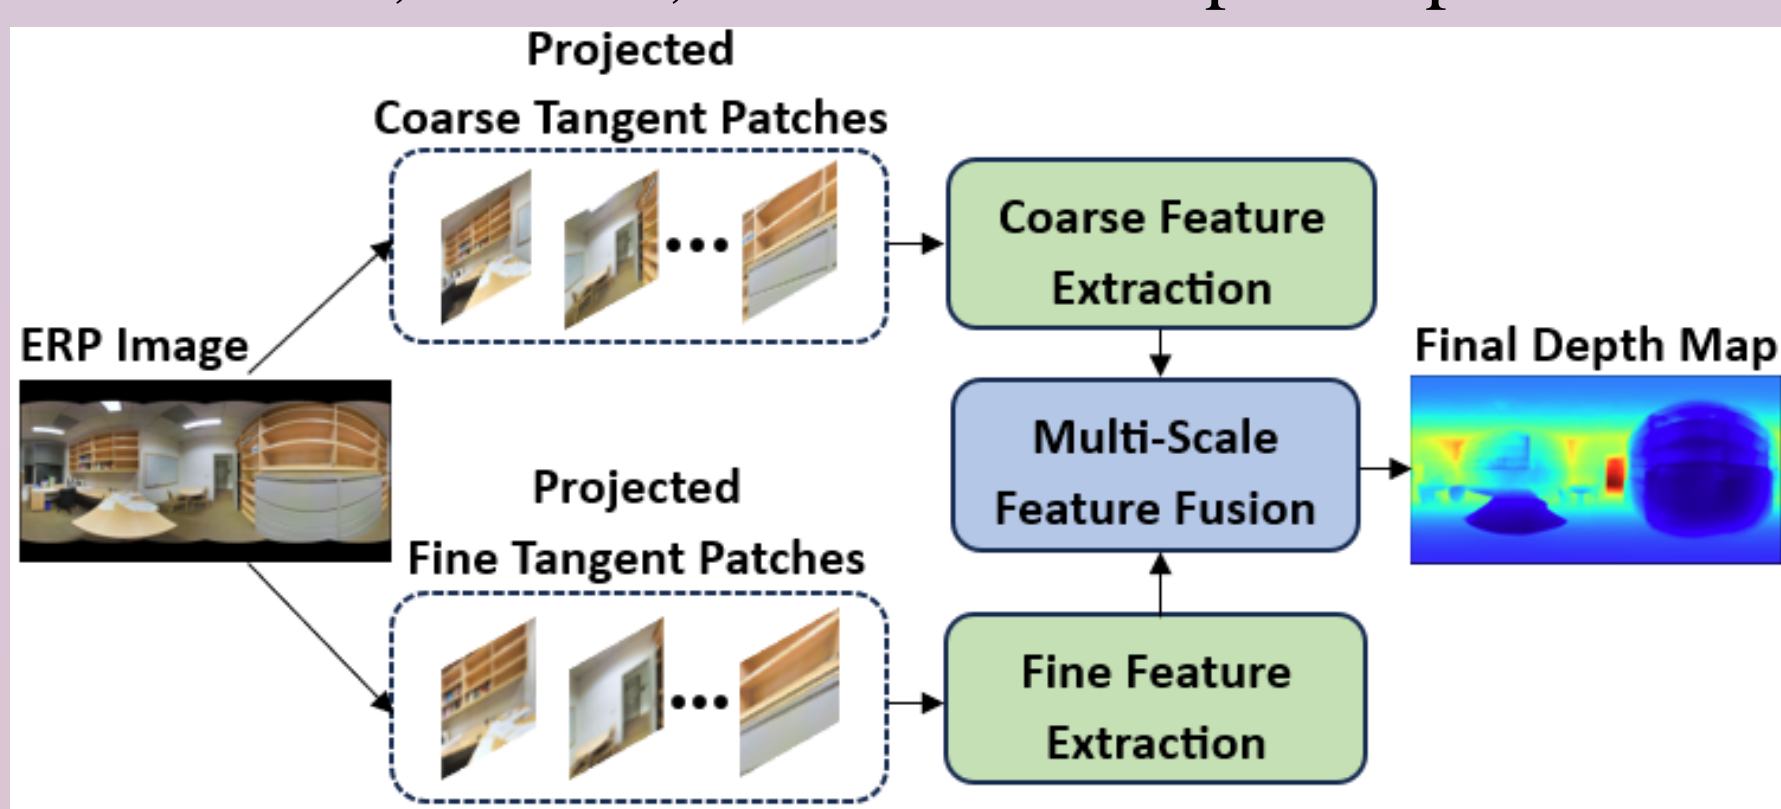 Projected
Coarse Tangent Patches
Coarse Feature
Extraction
ERP Image
Final Depth Map
Multi-Scale
Feature Fusion
Projected
Fine Tangent Patches
Fine Feature
Extraction